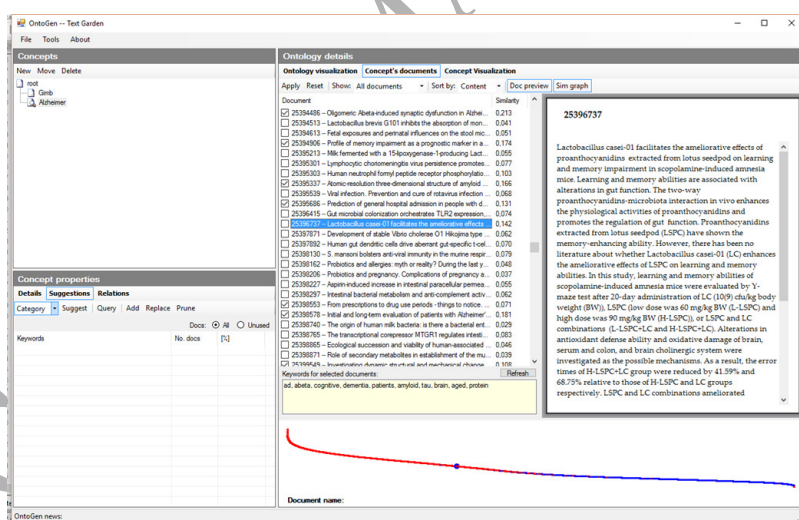 OntoGen -- Text Garden
File Tools About
Concepts
New Move Delete
root
Gimb
Alzheimer
Concept properties
Details Suggestions Relations
Category Suggest Query Add Replace Prune
Docs: All Unused
Keywords No. docs [%]
Ontology details
Ontology visualization Concept's documents Concept Visualization
Apply Reset Show: All documents Sort by: Content Doc preview Sim graph
Document Similarity
25394486 -- Oligomeric Abeta-induced synaptic dysfunction in Alzhei... 0,213
25394513 -- Lactobacillus brevis G101 inhibits the absorption of mon... 0,041
25394613 -- Fetal exposures and perinatal influences on the stool mic... 0,051
25394906 -- Profile of memory impairment as a prognostic marker in a... 0,174
25395213 -- Milk fermented with a 15-lipoxygenase-1-producing Lact... 0,055
25395301 -- Lymphocytic choriomeningitis virus persistence promotes... 0,077
25395303 -- Human neutrophil formyl peptide receptor phosphorylatio... 0,103
25395337 -- Atomic-resolution three-dimensional structure of amyloid ... 0,166
25395539 -- Viral infection. Prevention and cure of rotavirus infection ... 0,068
25395686 -- Prediction of general hospital admission in people with d... 0,131
25396415 -- Gut microbial colonization orchestrates TLR2 expression,... 0,074
25396737 -- Lactobacillus casei-01 facilitates the ameliorative effects ... 0,142
25397871 -- Development of stable Vibrio cholerae O1 Hikojima type ... 0,062
25397892 -- Human gut dendritic cells drive aberrant gut-specific t-cel... 0,070
25398130 -- S. mansoni bolsters anti-viral immunity in the murine respir... 0,079
25398162 -- Probiotics and allergies: myth or reality? During the last y... 0,048
25398206 -- Probiotics and pregnancy. Complications of pregnancy a... 0,037
25398227 -- Aspirin-induced increase in intestinal paracellular permea... 0,055
25398297 -- Intestinal bacterial metabolism and anti-complement activ... 0,062
25398553 -- From prescriptions to drug use periods - things to notice. ... 0,071
25398578 -- Initial and long-term evaluation of patients with Alzheimer'... 0,181
25398740 -- The origin of human milk bacteria: is there a bacterial ent... 0,029
25398765 -- The transcriptional corepressor MTGR1 regulates intesti... 0,083
25398865 -- Ecological succession and viability of human-associated ... 0,046
25398871 -- Role of secondary metabolites in establishment of the mu... 0,039
25399549 -- Investigating dynamic structural and mechanical change... 0,108
Keywords for selected documents: Refresh
ad, abeta, cognitive, dementia, patients, amyloid, tau, brain, aged, protein
25396737
Lactobacillus casei-01 facilitates the ameliorative effects of
proanthocyanidins extracted from lotus seedpod on learning
and memory impairment in scopolamine-induced amnesia
mice. Learning and memory abilities are associated with
alterations in gut function. The two-way
proanthocyanidins-microbiota interaction in vivo enhances
the physiological activities of proanthocyanidins and
promotes the regulation of gut function. Proanthocyanidins
extracted from lotus seedpod (LSPC) have shown the
memory-enhancing ability. However, there has been no
literature about whether Lactobacillus casei-01 (LC) enhances
the ameliorative effects of LSPC on learning and memory
abilities. In this study, learning and memory abilities of
scopolamine-induced amnesia mice were evaluated by Y-
maze test after 20-day administration of LC (10(9) cfu/kg body
weight (BW)), LSPC (low dose was 60 mg/kg BW (L-LSPC) and
high dose was 90 mg/kg BW (H-LSPC)), or LSPC and LC
combinations (L-LSPC+LC and H-LSPC+LC). Alterations in
antioxidant defense ability and oxidative damage of brain,
serum and colon, and brain cholinergic system were
investigated as the possible mechanisms. As a result, the error
times of H-LSPC+LC group were reduced by 41.59% and
68.75% relative to those of H-LSPC and LC groups
respectively. LSPC and LC combinations ameliorated
Document name:
OntoGen news: